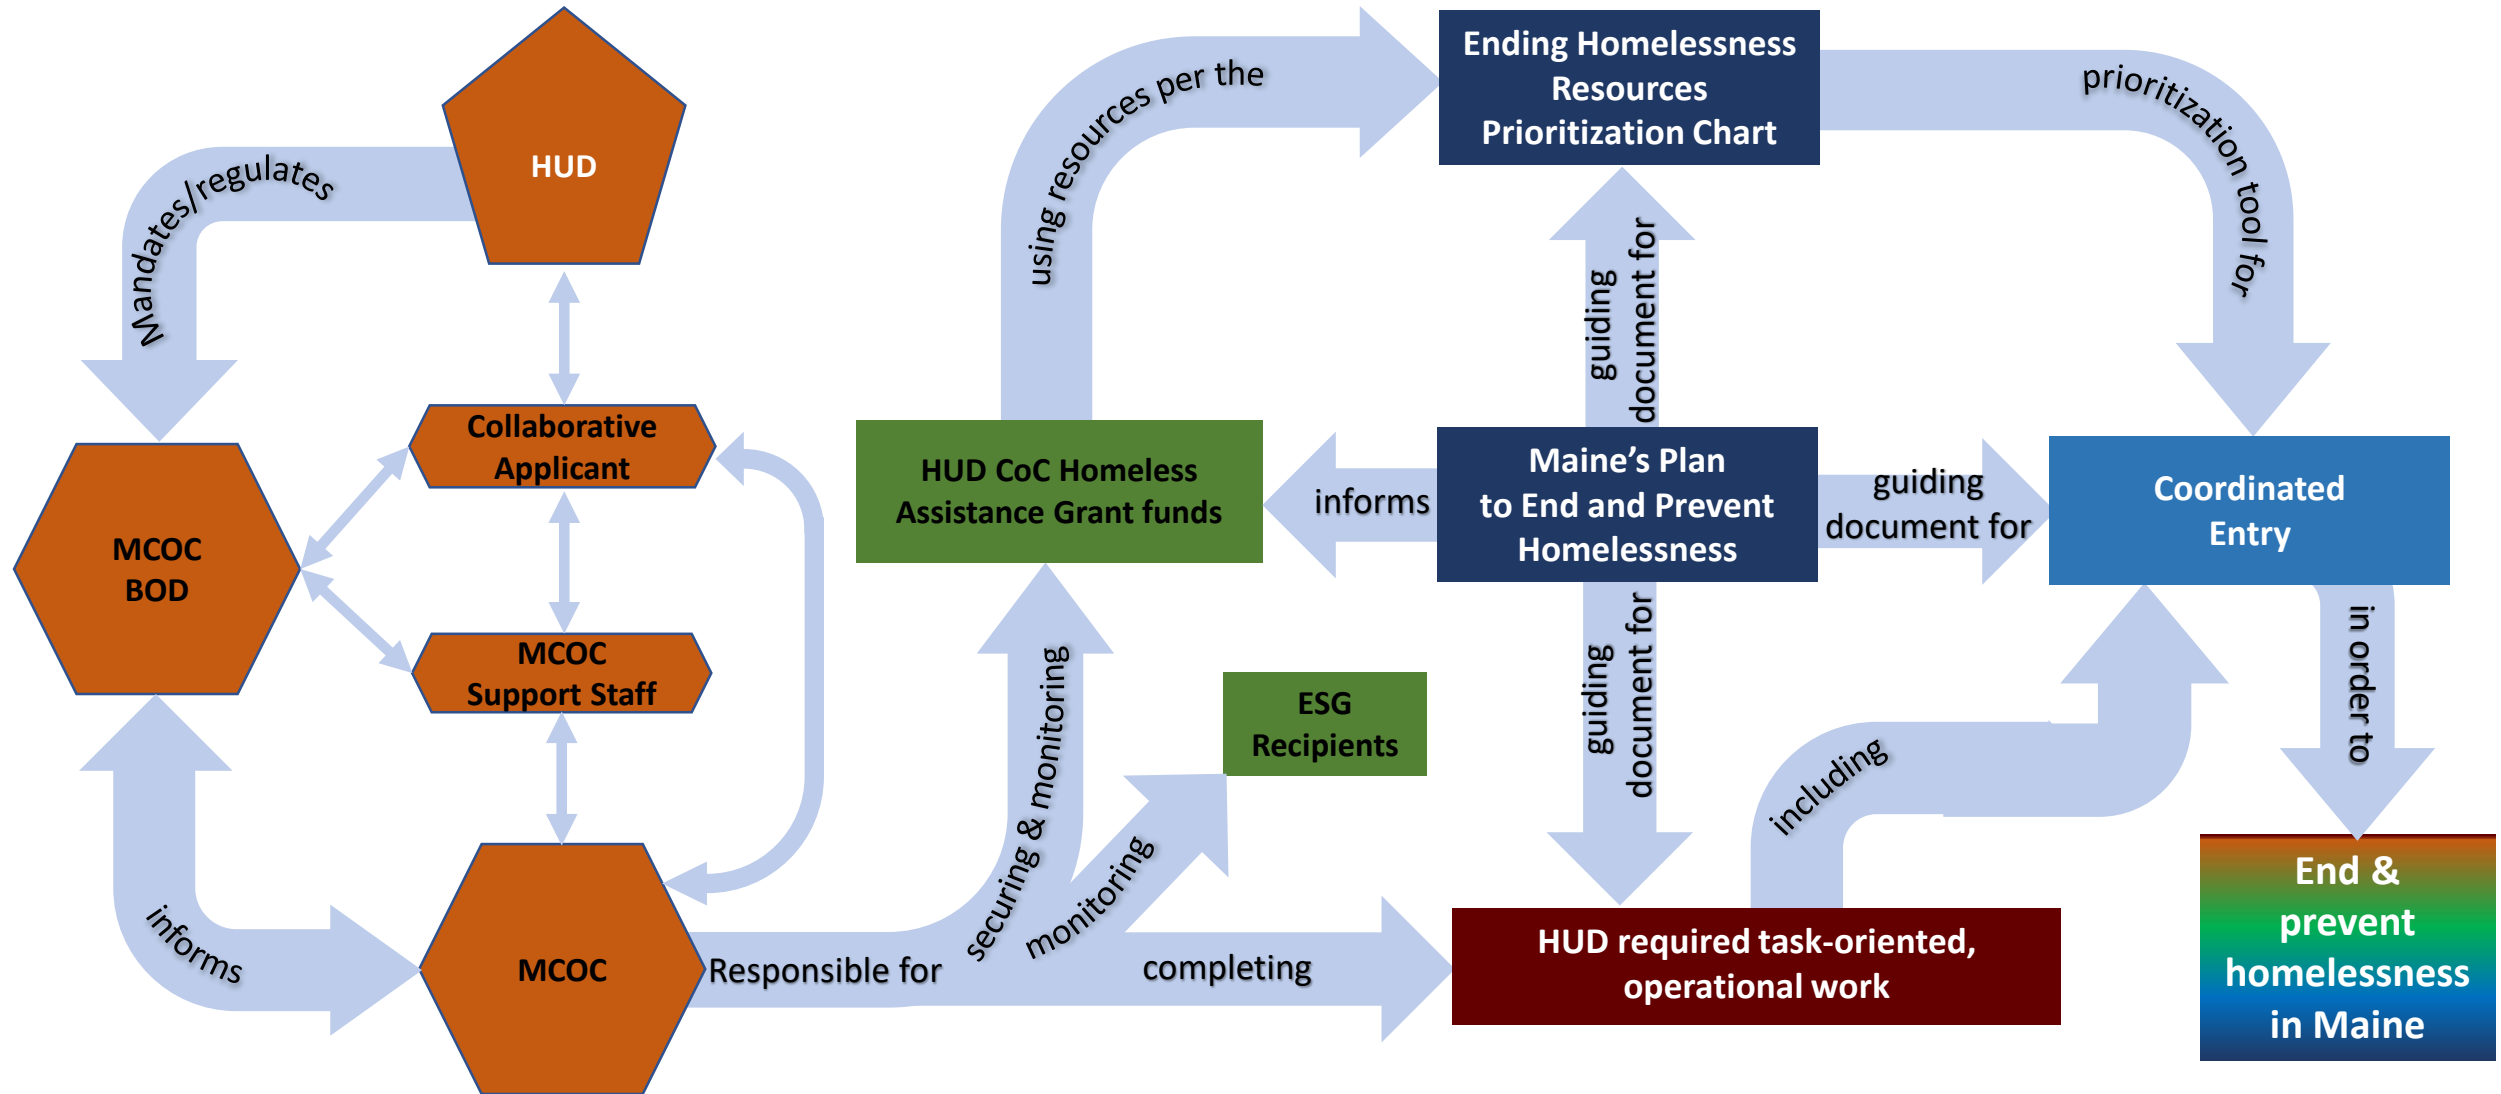 HUD
Mandates/regulates
Collaborative
Applicant
MCOC
BOD
MCOC
Support Staff
informs
MCOC
Responsible for
securing & monitoring
monitoring
completing
HUD CoC Homeless
Assistance Grant funds
using resources per the
ESG
Recipients
Ending Homelessness
Resources
Prioritization Chart
prioritization tool for
guiding
document for
informs
Maine’s Plan
to End and Prevent
Homelessness
guiding
document for
guiding
document for
HUD required task-oriented,
operational work
including
Coordinated
Entry
in order to
End &
prevent
homelessness
in Maine